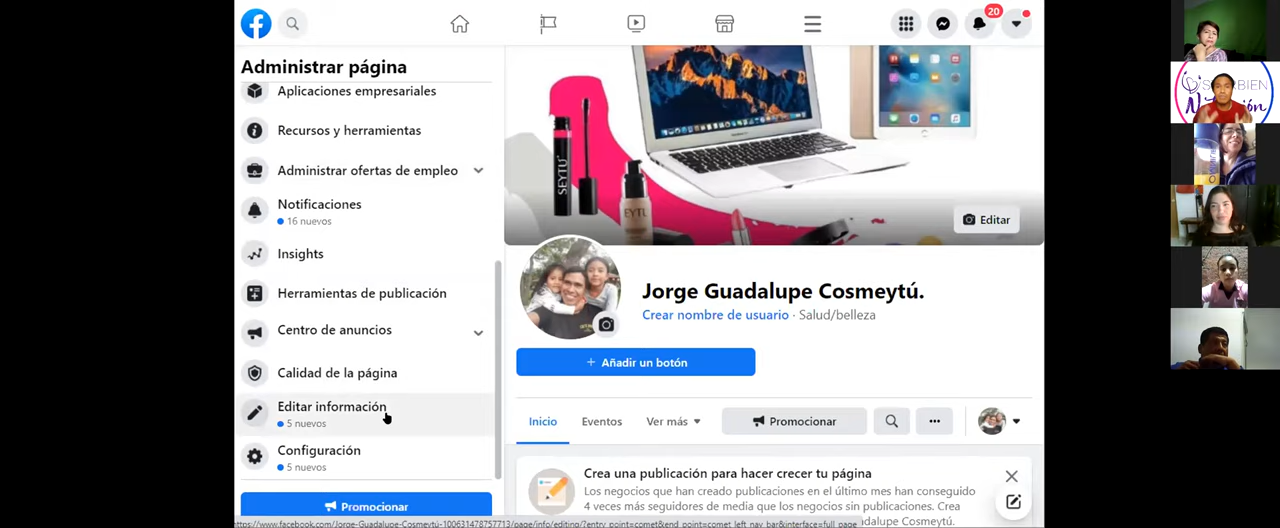 20
Administrar página
Aplicaciones empresariales
Recursos y herramientas
Administrar ofertas de empleo
Notificaciones
16 nuevos
Insights
Herramientas de publicación
Centro de anuncios
Calidad de la página
Editar información
5 nuevos
Configuración
5 nuevos
Promocionar
SEYTÚ
Editar
Jorge Guadalupe Cosmeytú.
Crear nombre de usuario · Salud/belleza
+ Añadir un botón
Inicio
Eventos
Ver más
Promocionar
Crea una publicación para hacer crecer tu página
Los negocios que han creado publicaciones en el último mes han conseguido
4 veces más seguidores de media que los negocios sin publicaciones. Crea